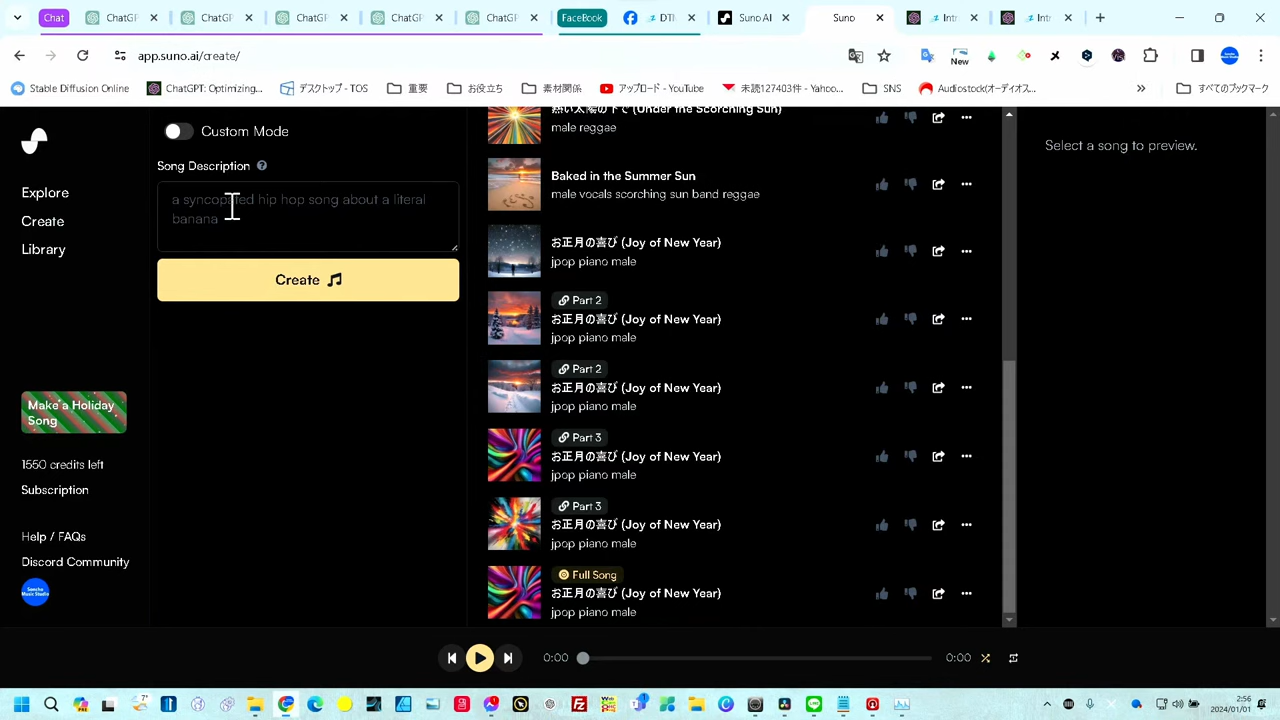 Chat
ChatGP
ChatGP
ChatGP
ChatGP
FaceBook
DTM
Suno AI
Suno
Intr
Intr
app.suno.ai/create/
New
Stable Diffusion Online
ChatGPT: Optimizing...
デスクトップ - TOS
重要
お役立ち
素材関係
アップロード - YouTube
未読127403件 - Yahoo...
SNS
Audiostock(オーディオス...
すべてのブックマーク
Explore
Create
Library
Make a Holiday
Song
1550 credits left
Subscription
Help / FAQs
Discord Community
Custom Mode
Song Description
a syncopated hip hop song about a literal
banana
Create
熱い太陽の下で (Under the Scorching Sun)
male reggae
Baked in the Summer Sun
male vocals scorching sun band reggae
お正月の喜び (Joy of New Year)
jpop piano male
Part 2
お正月の喜び (Joy of New Year)
jpop piano male
Part 2
お正月の喜び (Joy of New Year)
jpop piano male
Part 3
お正月の喜び (Joy of New Year)
jpop piano male
Part 3
お正月の喜び (Joy of New Year)
jpop piano male
Full Song
お正月の喜び (Joy of New Year)
jpop piano male
Select a song to preview.
0:00
0:00
7°
2:56
2024/01/01